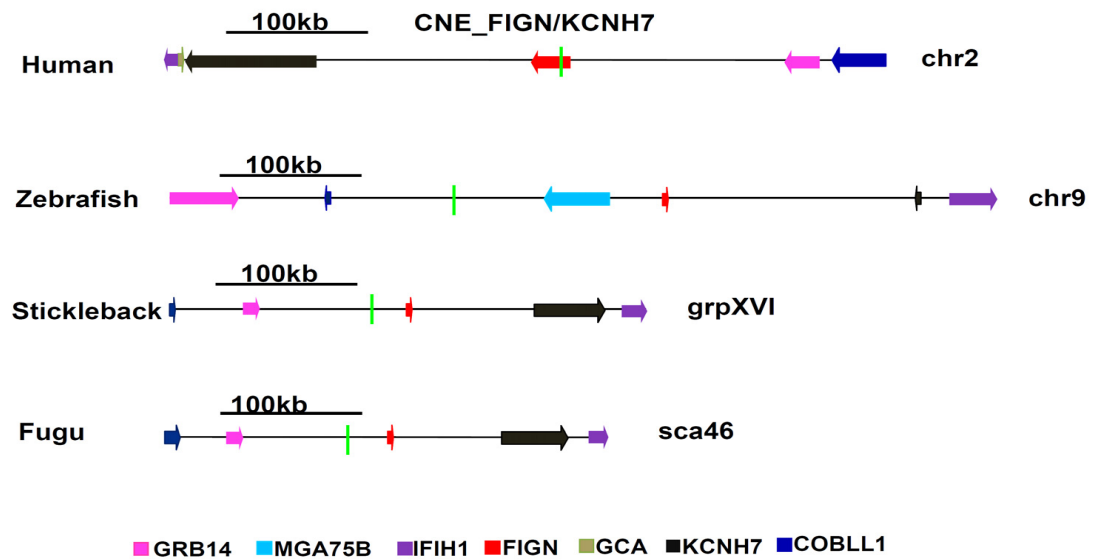 100kb CNE_FIGN/KCNH7
Human chr2
100kb
Zebrafish chr9
100kb
Stickleback grpXVI
100kb
Fugu sca46
GRB14 MGA75B IFIH1 FIGN GCA KCNH7 COBLL1